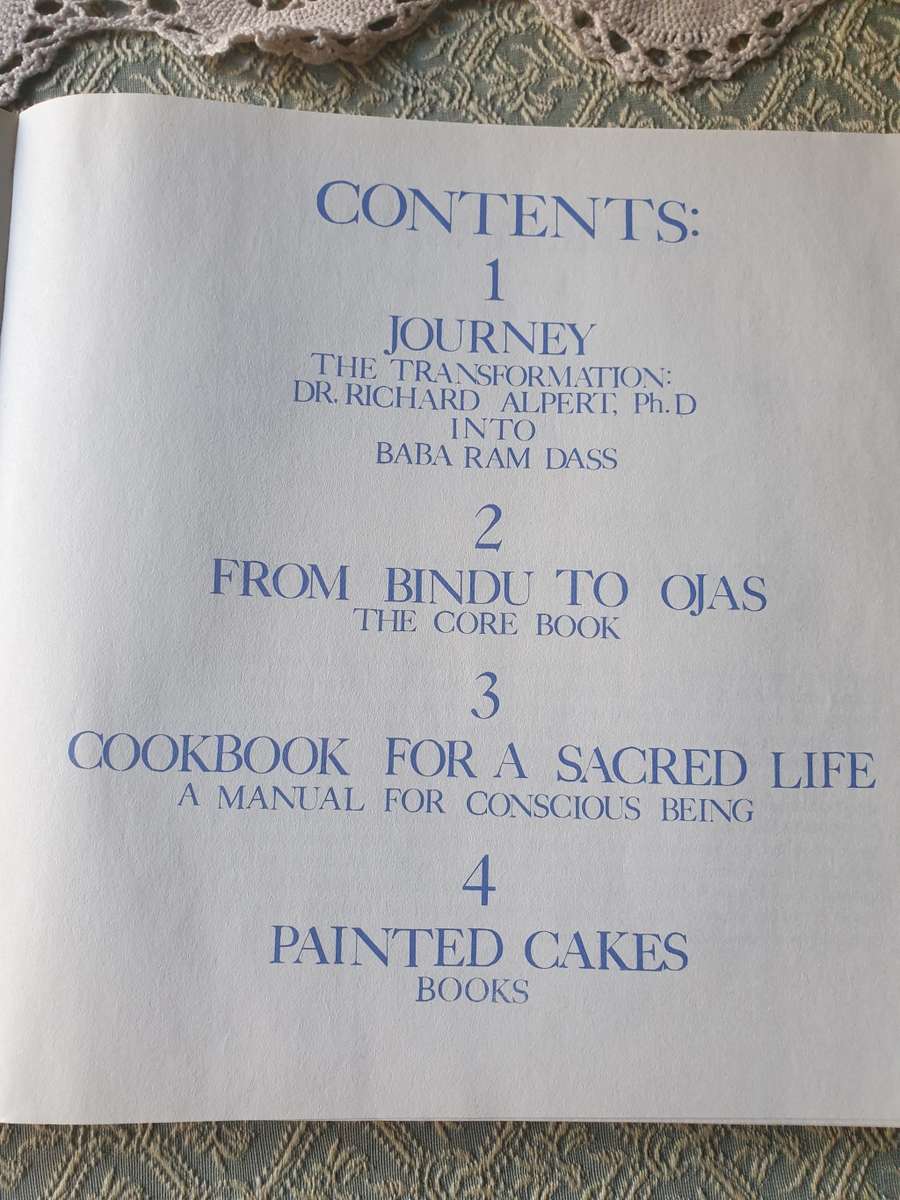 CONTENTS:
1
JOURNEY
THE TRANSFORMATION:
DR. RICHARD ALPERT, Ph.D
INTO
BABA RAM DASS
2
FROM BINDU TO OJAS
THE CORE BOOK
3
COOKBOOK FOR A SACRED LIFE
A MANUAL FOR CONSCIOUS BEING
4
PAINTED CAKES
BOOKS